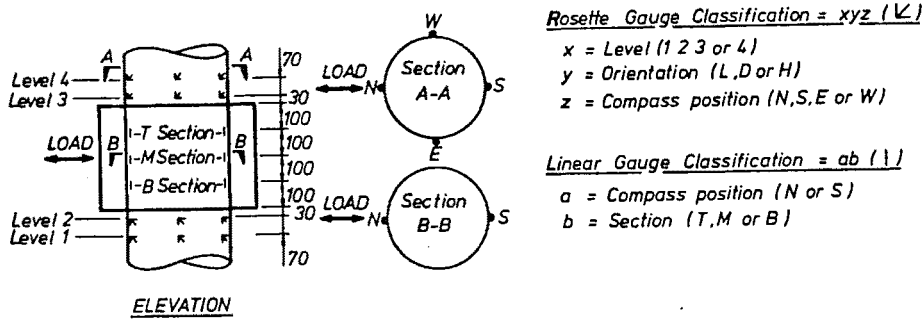 A A
70
Level 4
Level 3
30
100
LOAD B -T Section- B
100
-M Section-
100
-B Section-
100
Level 2
30
Level 1
70
ELEVATION
W
LOAD N Section A-A S
E
LOAD N Section B-B S
Rosette Gauge Classification = xyz (
x = Level (1 2 3 or 4)
y = Orientation (L, D or H)
z = Compass position (N, S, E or W)
Linear Gauge Classification = ab ( | )
a = Compass position (N or S)
b = Section (T, M or B)